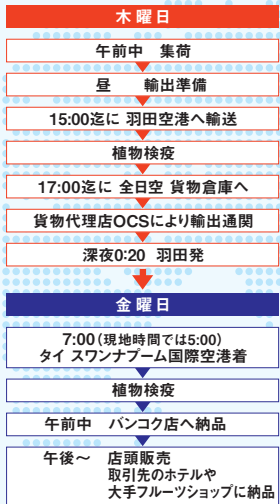 木曜日
午前中 集荷
昼 輸出準備
15:00迄に 羽田空港へ輸送
植物検疫
17:00迄に 全日空 貨物倉庫へ
貨物代理店OCSにより輸出通関
深夜0:20 羽田発
金曜日
7:00(現地時間では5:00)
タイ スワンナプーム国際空港着
植物検疫
午前中 バンコク店へ納品
午後~ 店頭販売
取引先のホテルや
大手フルーツショップに納品